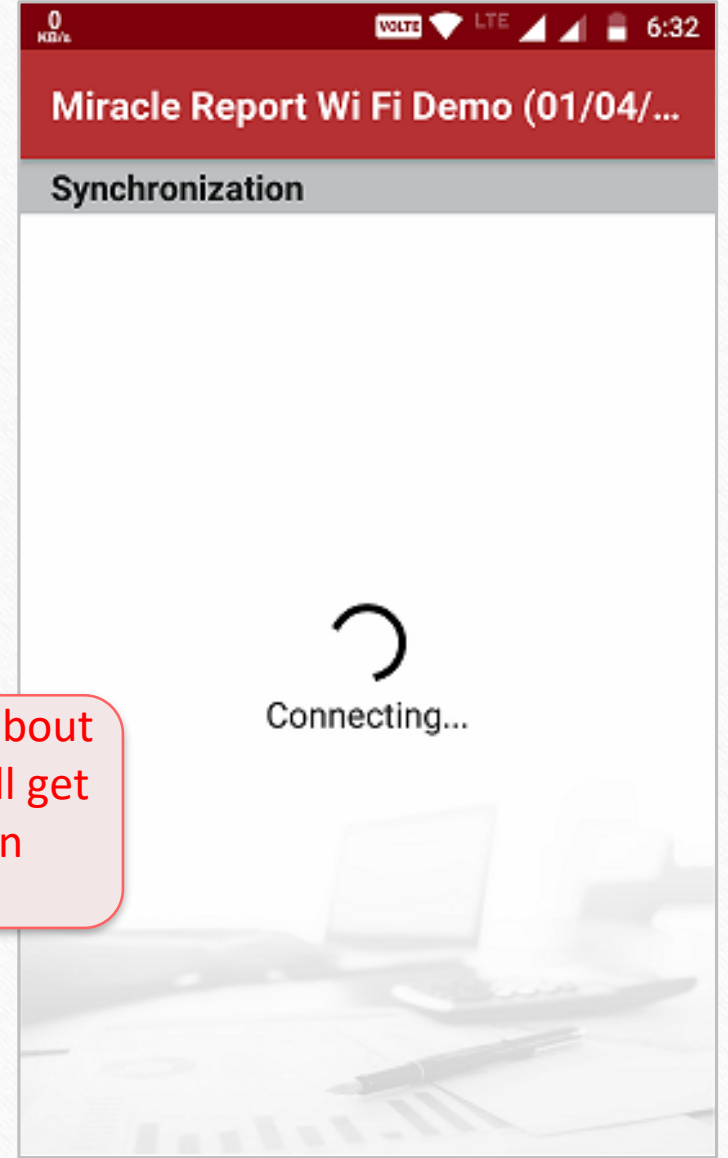 0
KB/s
VOLTE LTE 6:32
Miracle Report Wi Fi Demo (01/04/...
Synchronization
Connecting...
bout
ll get
n